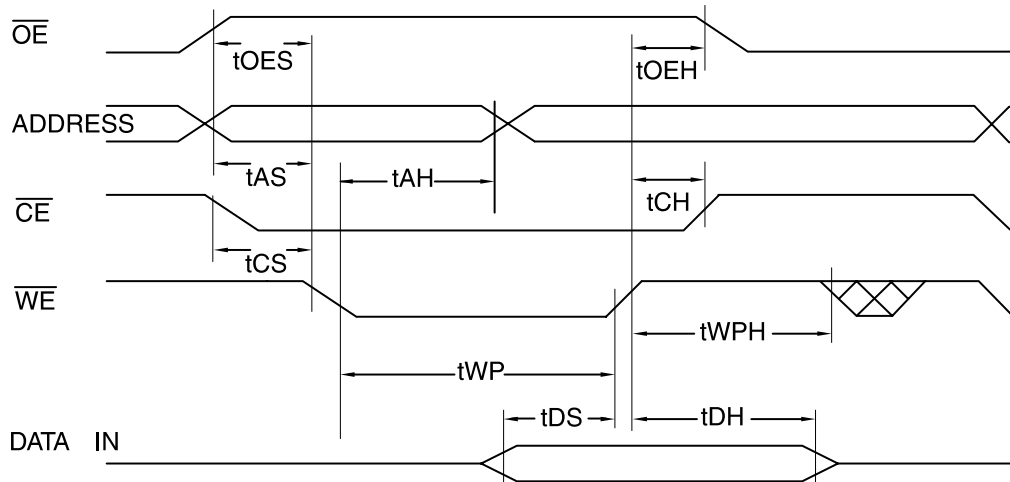 OE
tOES
tOEH
ADDRESS
tAS
tAH
tCH
CE
tCS
WE
tWPH
tWP
tDS
tDH
DATA IN